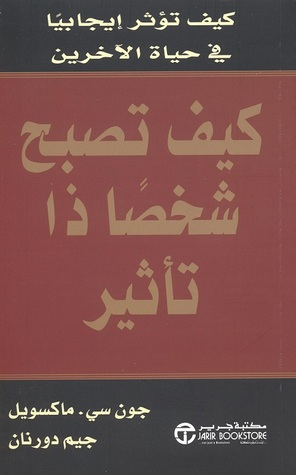 كيف تؤثر إيجابيًا
في حياة الآخرين
كيف تصبح
شخصًا ذا
تأثير
جون سي. ماكسويل
جيم دورنان
مكتبة جرير
JARIR BOOKSTORE